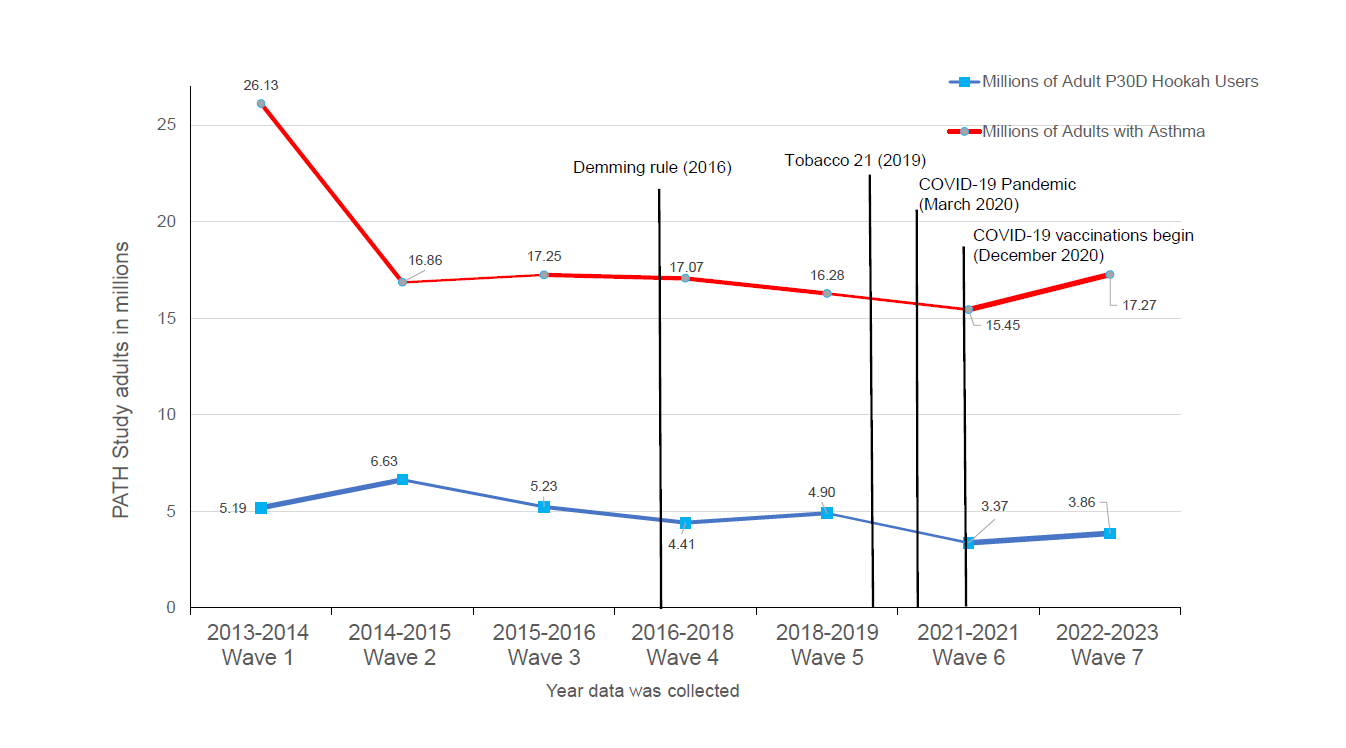 26.13
Millions of Adult P30D Hookah Users
Millions of Adults with Asthma
25
Demming rule (2016)
Tobacco 21 (2019)
COVID-19 Pandemic
(March 2020)
COVID-19 vaccinations begin
(December 2020)
20
16.86
17.25
17.07
16.28
15.45
17.27
15
10
5.19
6.63
5.23
4.41
4.90
3.37
3.86
5
0
PATH Study adults in millions
2013-2014
Wave 1
2014-2015
Wave 2
2015-2016
Wave 3
2016-2018
Wave 4
2018-2019
Wave 5
2021-2021
Wave 6
2022-2023
Wave 7
Year data was collected